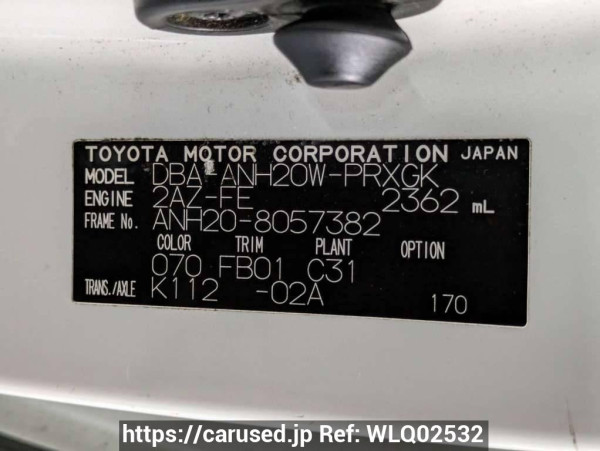 TOYOTA MOTOR CORPORATION JAPAN
MODEL DBA-ANH20W-PRXGK
ENGINE 2AZ-FE 2362 mL
FRAME No. ANH20-8057382
COLOR TRIM PLANT OPTION
070 FB01 C31
TRANS./AXLE K112 -02A 170
https://carused.jp Ref: WLQ02532